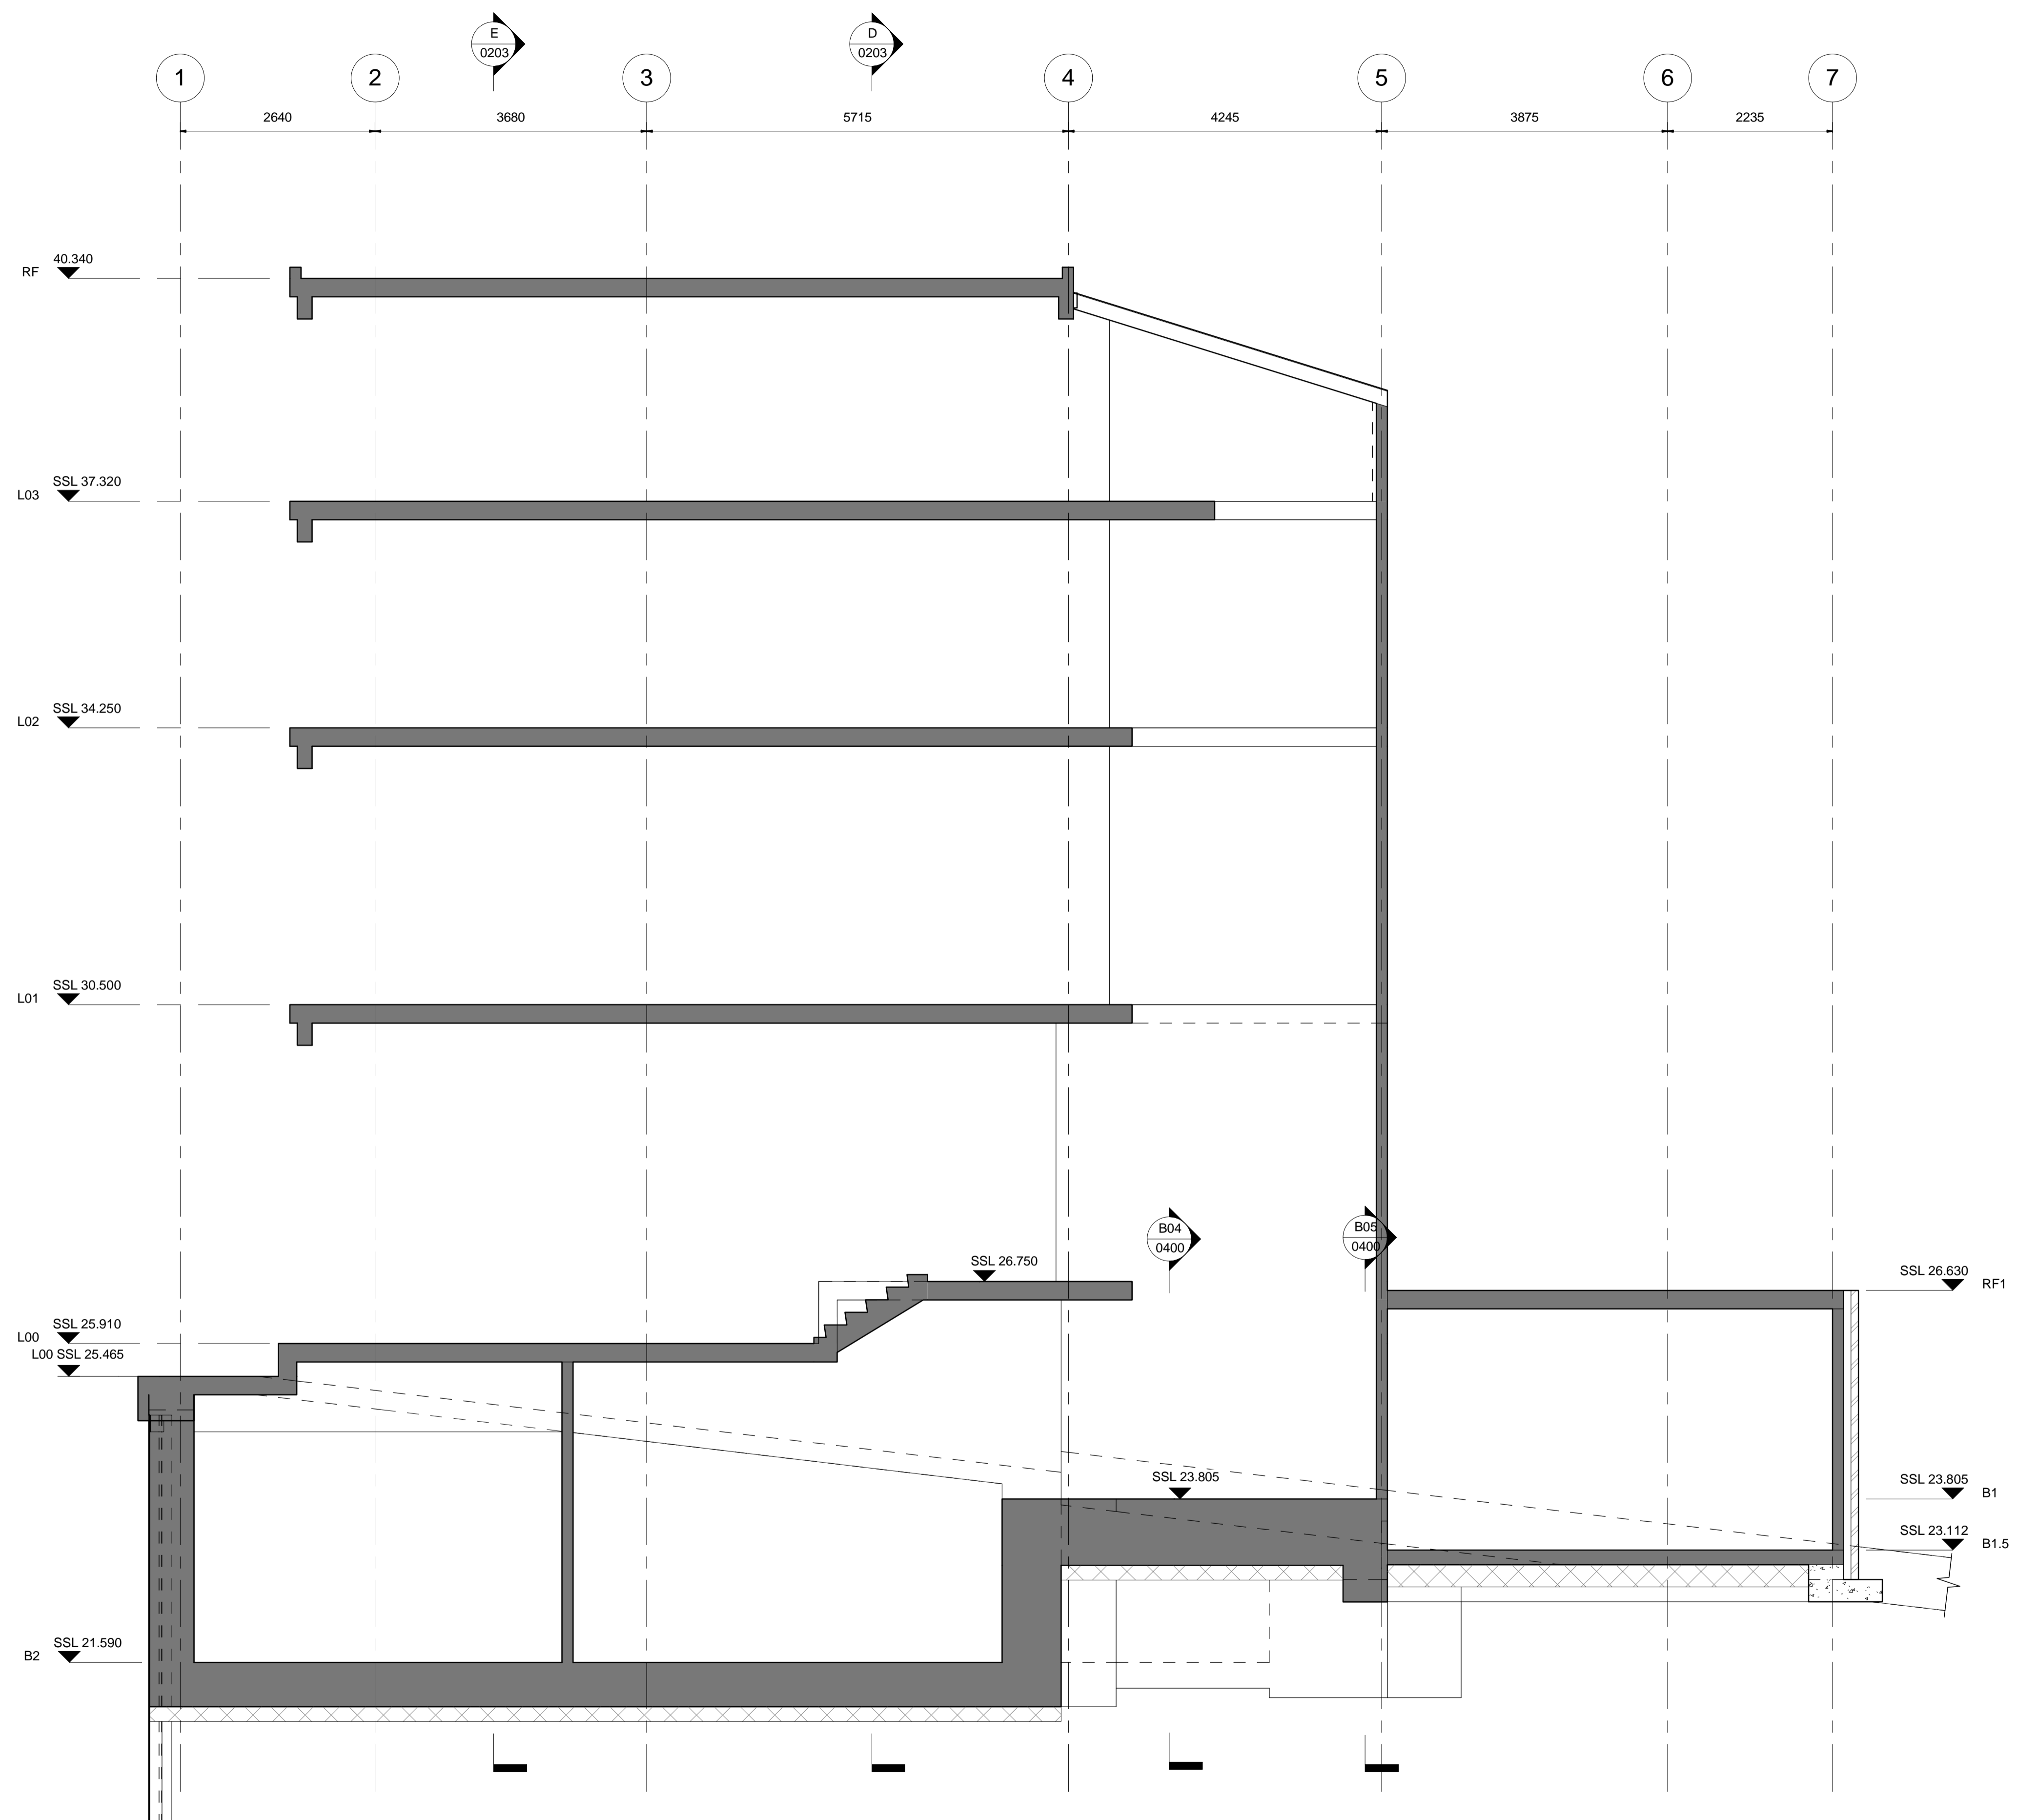 E
0203
D
0203
1
2
3
4
5
6
7
2640
3680
5715
4245
3875
2235
40.340
RF
SSL 37.320
L03
SSL 34.250
L02
SSL 30.500
L01
B04
0400
B05
0400
SSL 26.750
SSL 26.630
RF1
SSL 25.910
L00
L00 SSL 25.465
SSL 23.805
SSL 23.805
B1
SSL 23.112
B1.5
SSL 21.590
B2